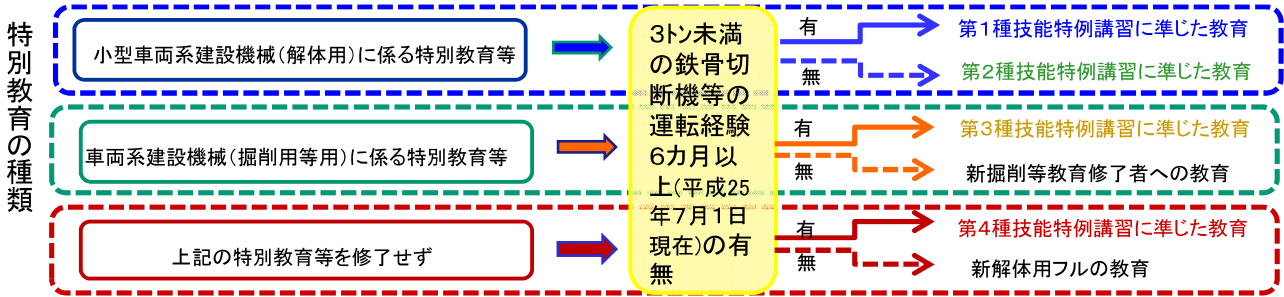 特別教育の種類
小型車両系建設機械(解体用)に係る特別教育等
車両系建設機械(掘削用等用)に係る特別教育等
上記の特別教育等を修了せず
3トン未満
の鉄骨切
断機等の
運転経験
6カ月以
上(平成25
年7月1日
現在)の有
無
有
第1種技能特例講習に準じた教育
無
第2種技能特例講習に準じた教育
有
第3種技能特例講習に準じた教育
無
新掘削等教育修了者への教育
有
第4種技能特例講習に準じた教育
無
新解体用フルの教育